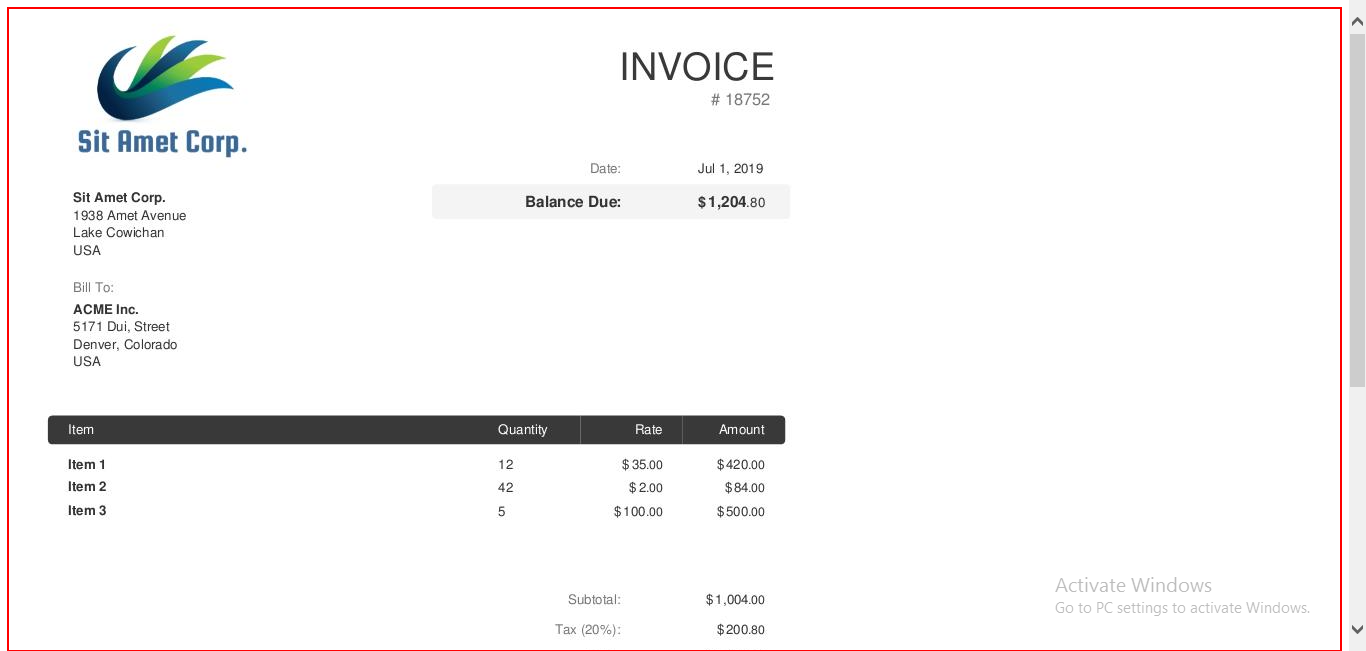 Sit Amet Corp.
INVOICE
# 18752
Date: Jul 1, 2019
Balance Due: $1,204.80
Sit Amet Corp.
1938 Amet Avenue
Lake Cowichan
USA
Bill To:
ACME Inc.
5171 Dui, Street
Denver, Colorado
USA
Item Quantity Rate Amount
Item 1 12 $35.00 $420.00
Item 2 42 $2.00 $84.00
Item 3 5 $100.00 $500.00
Subtotal: $1,004.00
Tax (20%): $200.80
Activate Windows
Go to PC settings to activate Windows.